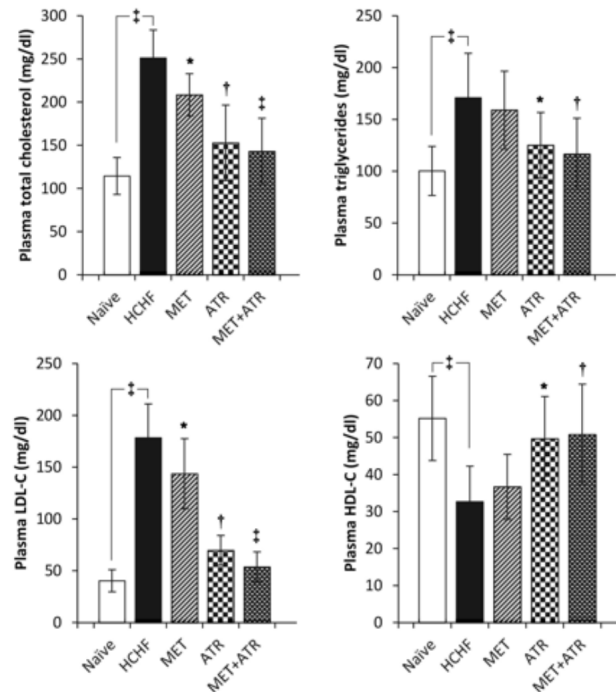 Plasma total cholesterol (mg/dl)
300
250
200
150
100
50
0
‡
*
†
‡
Naïve
HCHF
MET
ATR
MET+ATR
Plasma triglycerides (mg/dl)
250
200
150
100
50
0
‡
*
†
Naïve
HCHF
MET
ATR
MET+ATR
Plasma LDL-C (mg/dl)
250
200
150
100
50
0
‡
*
†
‡
Naïve
HCHF
MET
ATR
MET+ATR
Plasma HDL-C (mg/dl)
70
60
50
40
30
20
10
0
‡
*
†
Naïve
HCHF
MET
ATR
MET+ATR